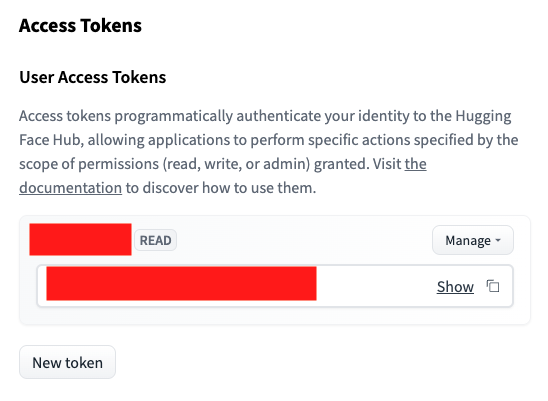 Access Tokens
User Access Tokens
Access tokens programmatically authenticate your identity to the Hugging
Face Hub, allowing applications to perform specific actions specified by the
scope of permissions (read, write, or admin) granted. Visit the
documentation to discover how to use them.
READ
Manage
Show
New token